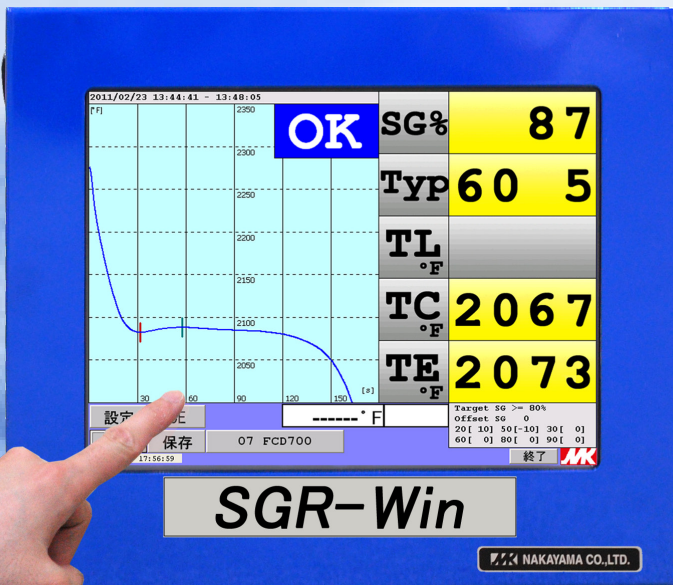 2011/02/23 13:44:41 - 13:48:05
[°F]
2350
2300
2250
2200
2150
2100
2050
30 60 90 120 150 [s]
OK
SG% 87
Typ 60 5
TL °F
TC °F 2067
TE °F 2073
設定
------°F
保存 07 FCD700
17:56:59
Target SG >= 80%
Offset SG 0
20[ 10] 50[-10] 30[ 0]
60[ 0] 80[ 0] 90[ 0]
終了 NK
SGR-Win
NK NAKAYAMA CO.,LTD.